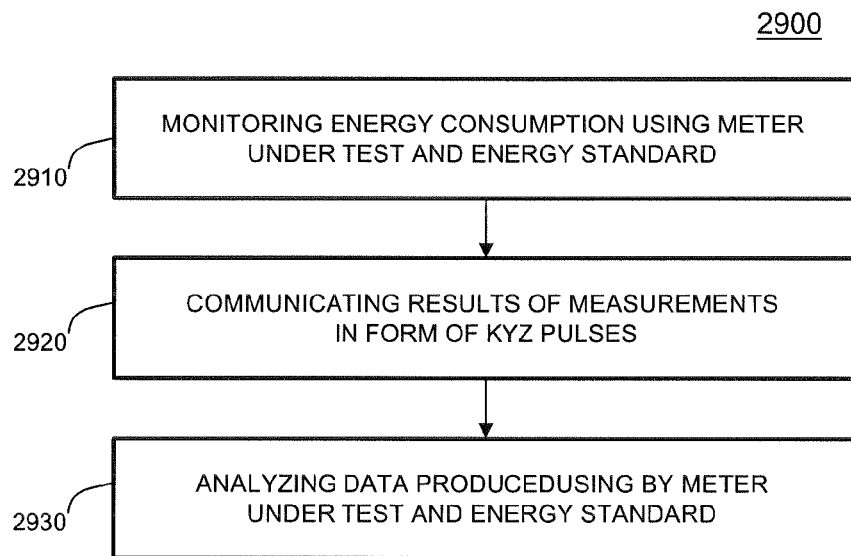 2900
MONITORING ENERGY CONSUMPTION USING METER
UNDER TEST AND ENERGY STANDARD
2910
COMMUNICATING RESULTS OF MEASUREMENTS
IN FORM OF KYZ PULSES
2920
ANALYZING DATA PRODUCEDUSING BY METER
UNDER TEST AND ENERGY STANDARD
2930